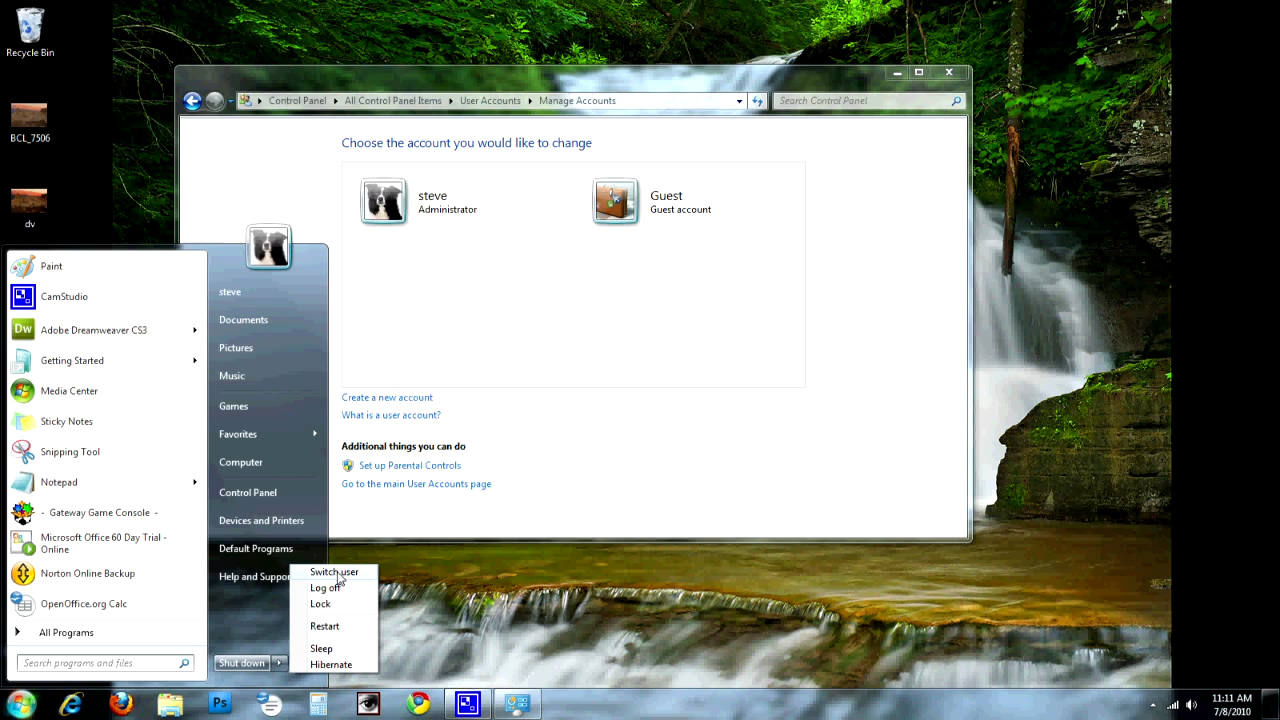 Recycle Bin
BCL_7506
dv
Control Panel
All Control Panel Items
User Accounts
Manage Accounts
Search Control Panel
Choose the account you would like to change
steve
Administrator
Guest
Guest account
Create a new account
What is a user account?
Additional things you can do
Set up Parental Controls
Go to the main User Accounts page
Paint
CamStudio
Dw
Adobe Dreamweaver CS3
Getting Started
Media Center
Sticky Notes
Snipping Tool
Notepad
- Gateway Game Console -
Microsoft Office 60 Day Trial -
Online
Norton Online Backup
OpenOffice.org Calc
All Programs
Search programs and files
steve
Documents
Pictures
Music
Games
Favorites
Computer
Control Panel
Devices and Printers
Default Programs
Help and Suppor
Shut down
Switch user
Log off
Lock
Restart
Sleep
Hibernate
Ps
11:11 AM
7/8/2010